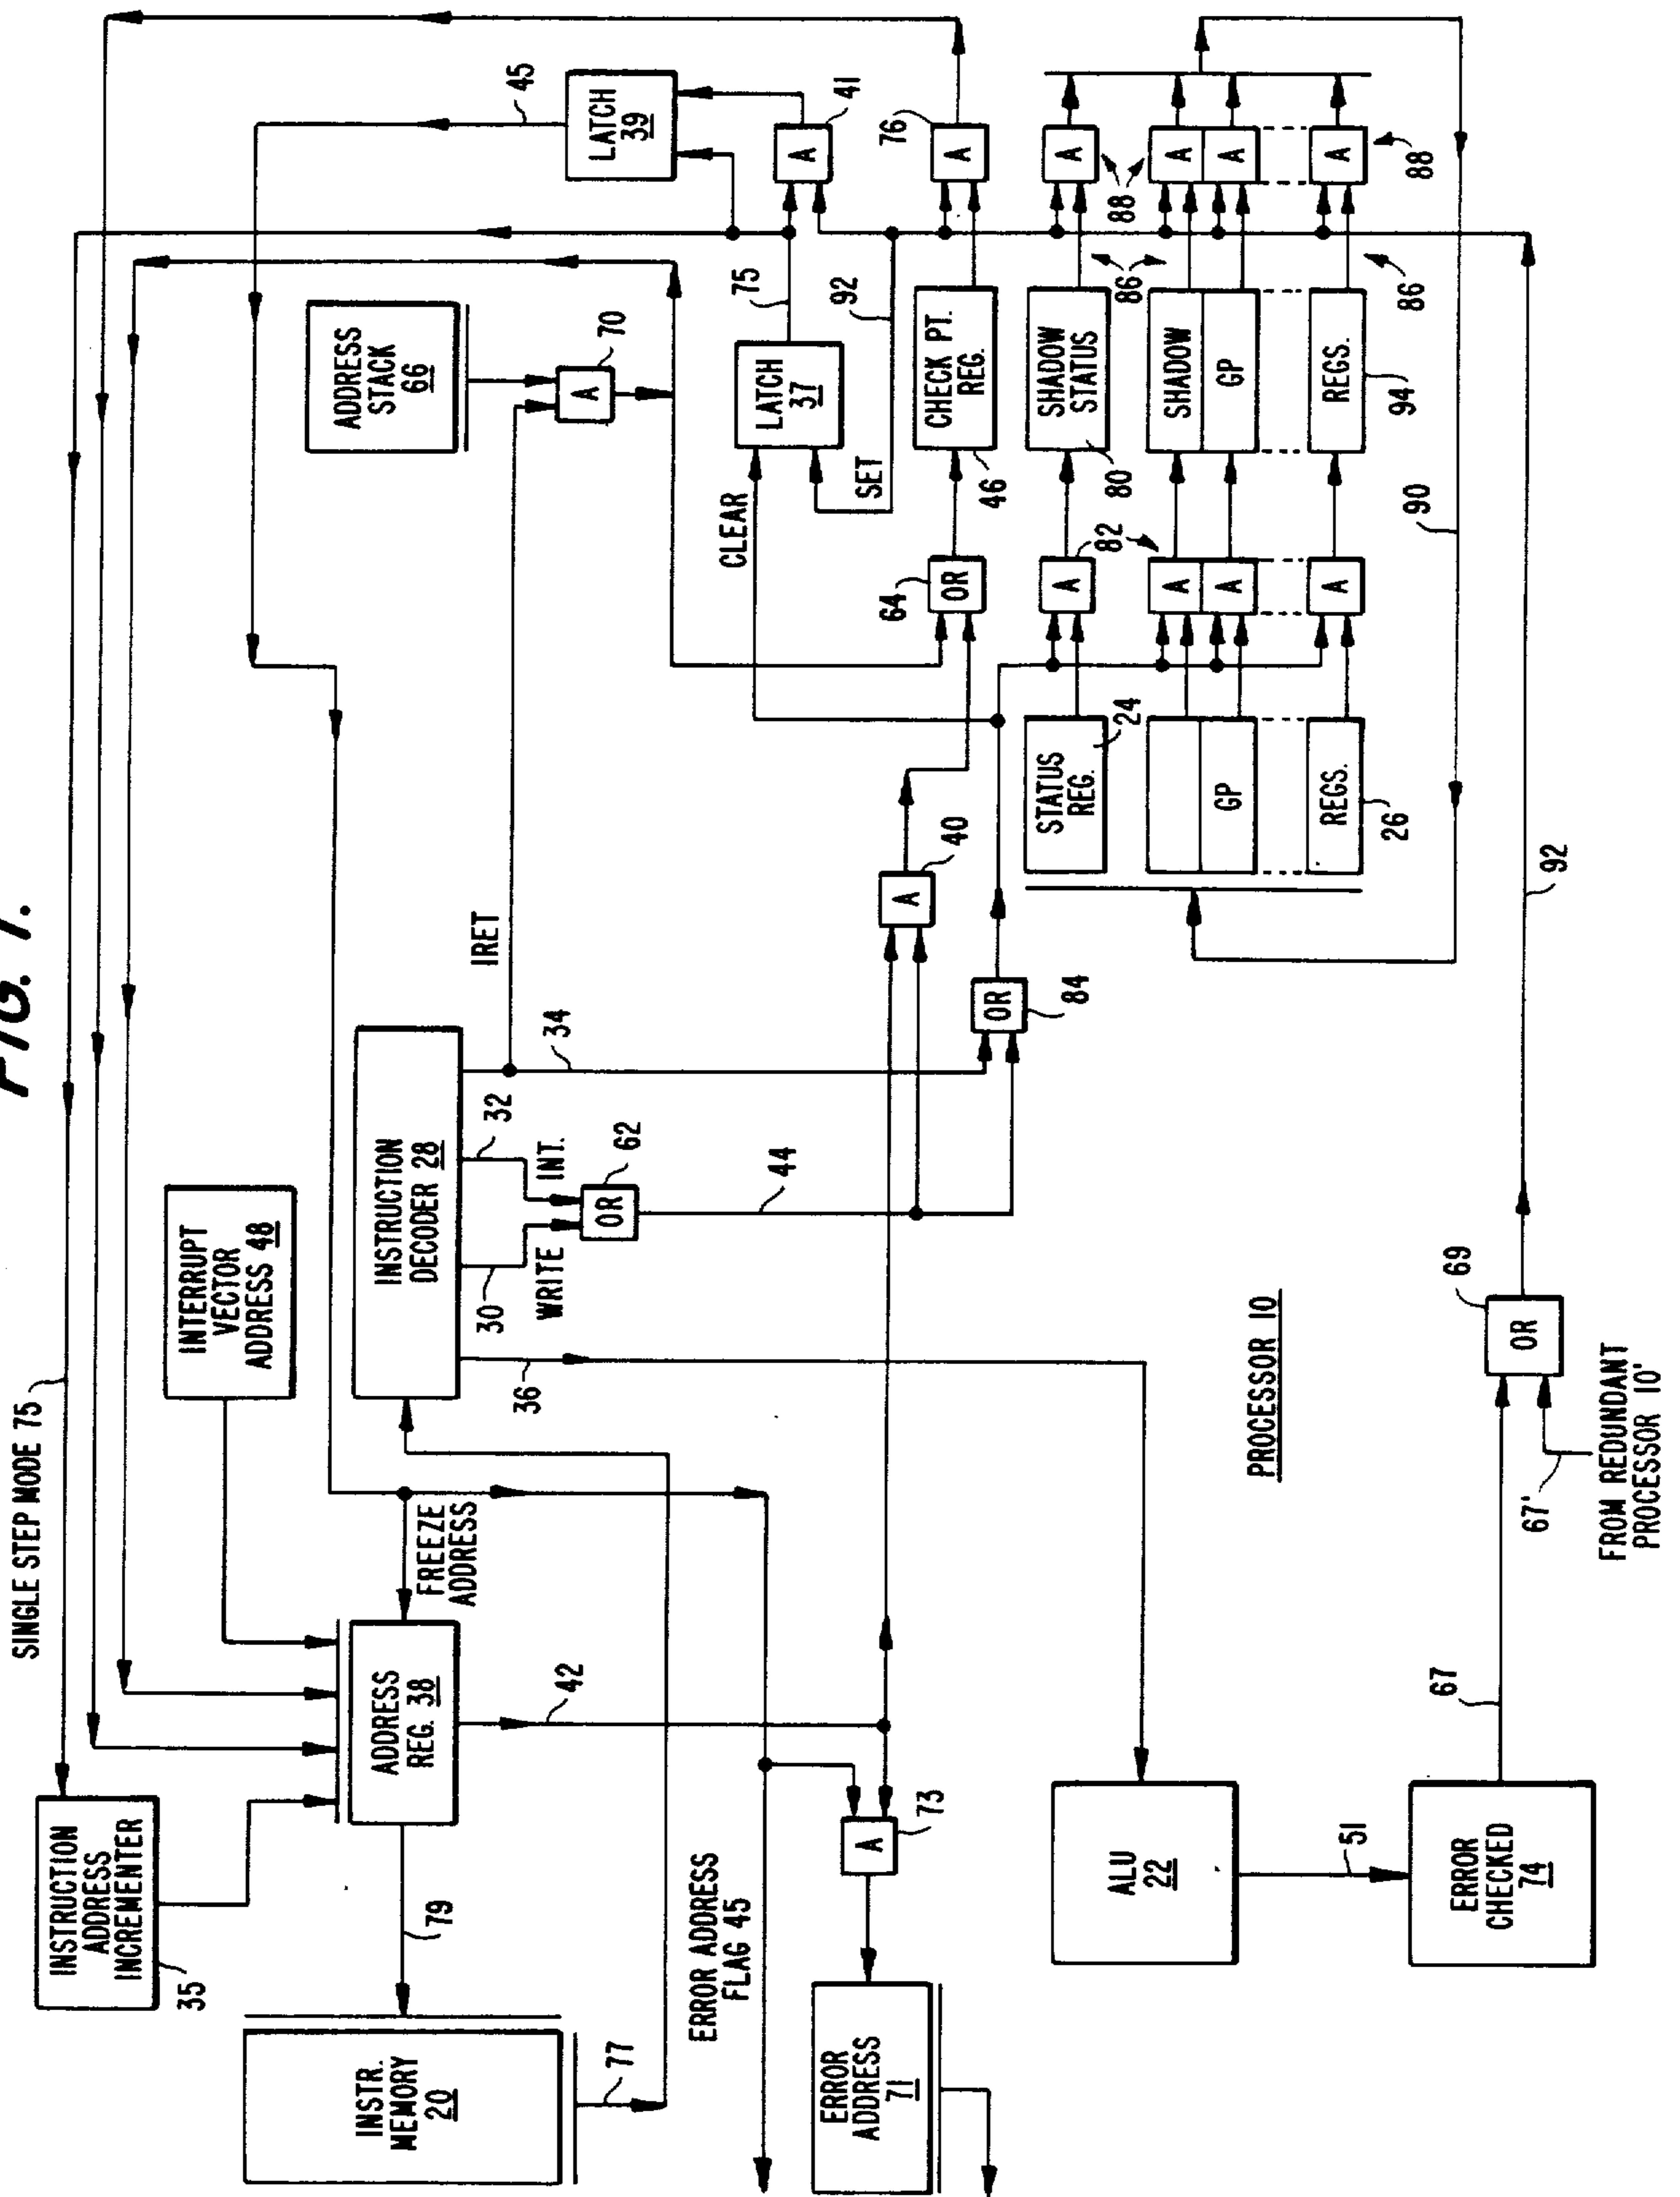 FIG. 1.
SINGLE STEP MODE 75
INSTRUCTION
ADDRESS
INCREMENTER
35
INTERRUPT
VECTOR
ADDRESS 48
INSTR.
MEMORY
20
79
77
ADDRESS
REG. 38
FREEZE
ADDRESS
42
INSTRUCTION
DECODER 28
36
30
WRITE
32
INT.
34
OR
62
44
IRET
ADDRESS
STACK
66
A
70
LATCH
39
45
A
41
LATCH
37
75
CLEAR
SET
92
ERROR ADDRESS
FLAG 45
ERROR
ADDRESS
71
A
73
A
40
OR
64
CHECK PT.
REG.
46
A
76
OR
84
STATUS
REG.
24
A
82
SHADOW
STATUS
80
A
86
88
GP
REGS.
26
A
A
A
SHADOW
GP
REGS.
94
86
A
A
A
88
90
ALU
22
51
ERROR
CHECKED
74
PROCESSOR 10
67
OR
69
67'
FROM REDUNDANT
PROCESSOR 10'
92